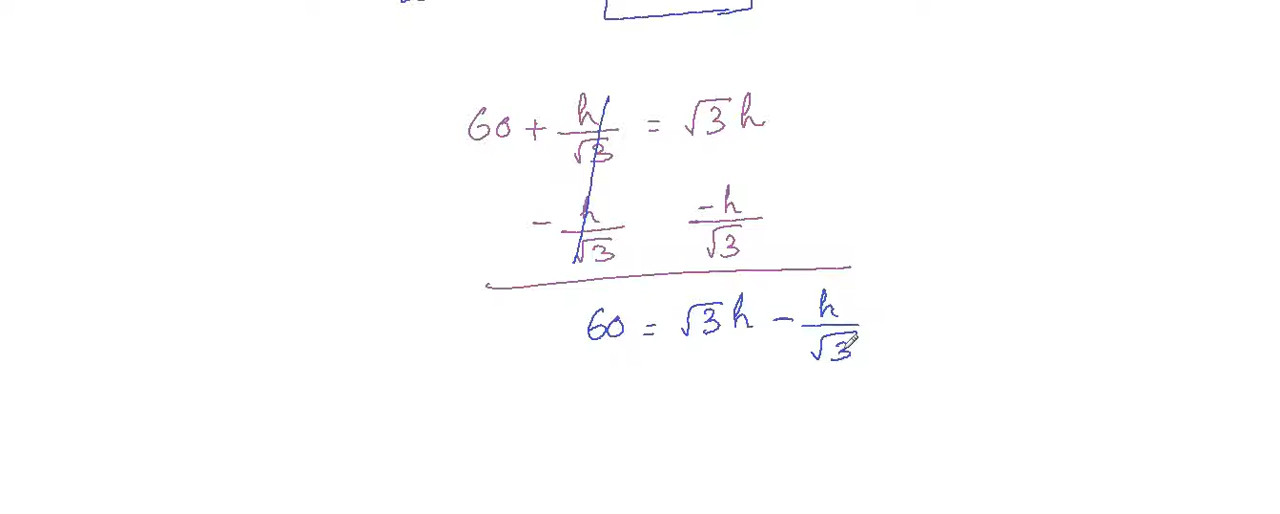 60 + h/√3 = √3 h
- h/√3 -h/√3
60 = √3 h - h/√3